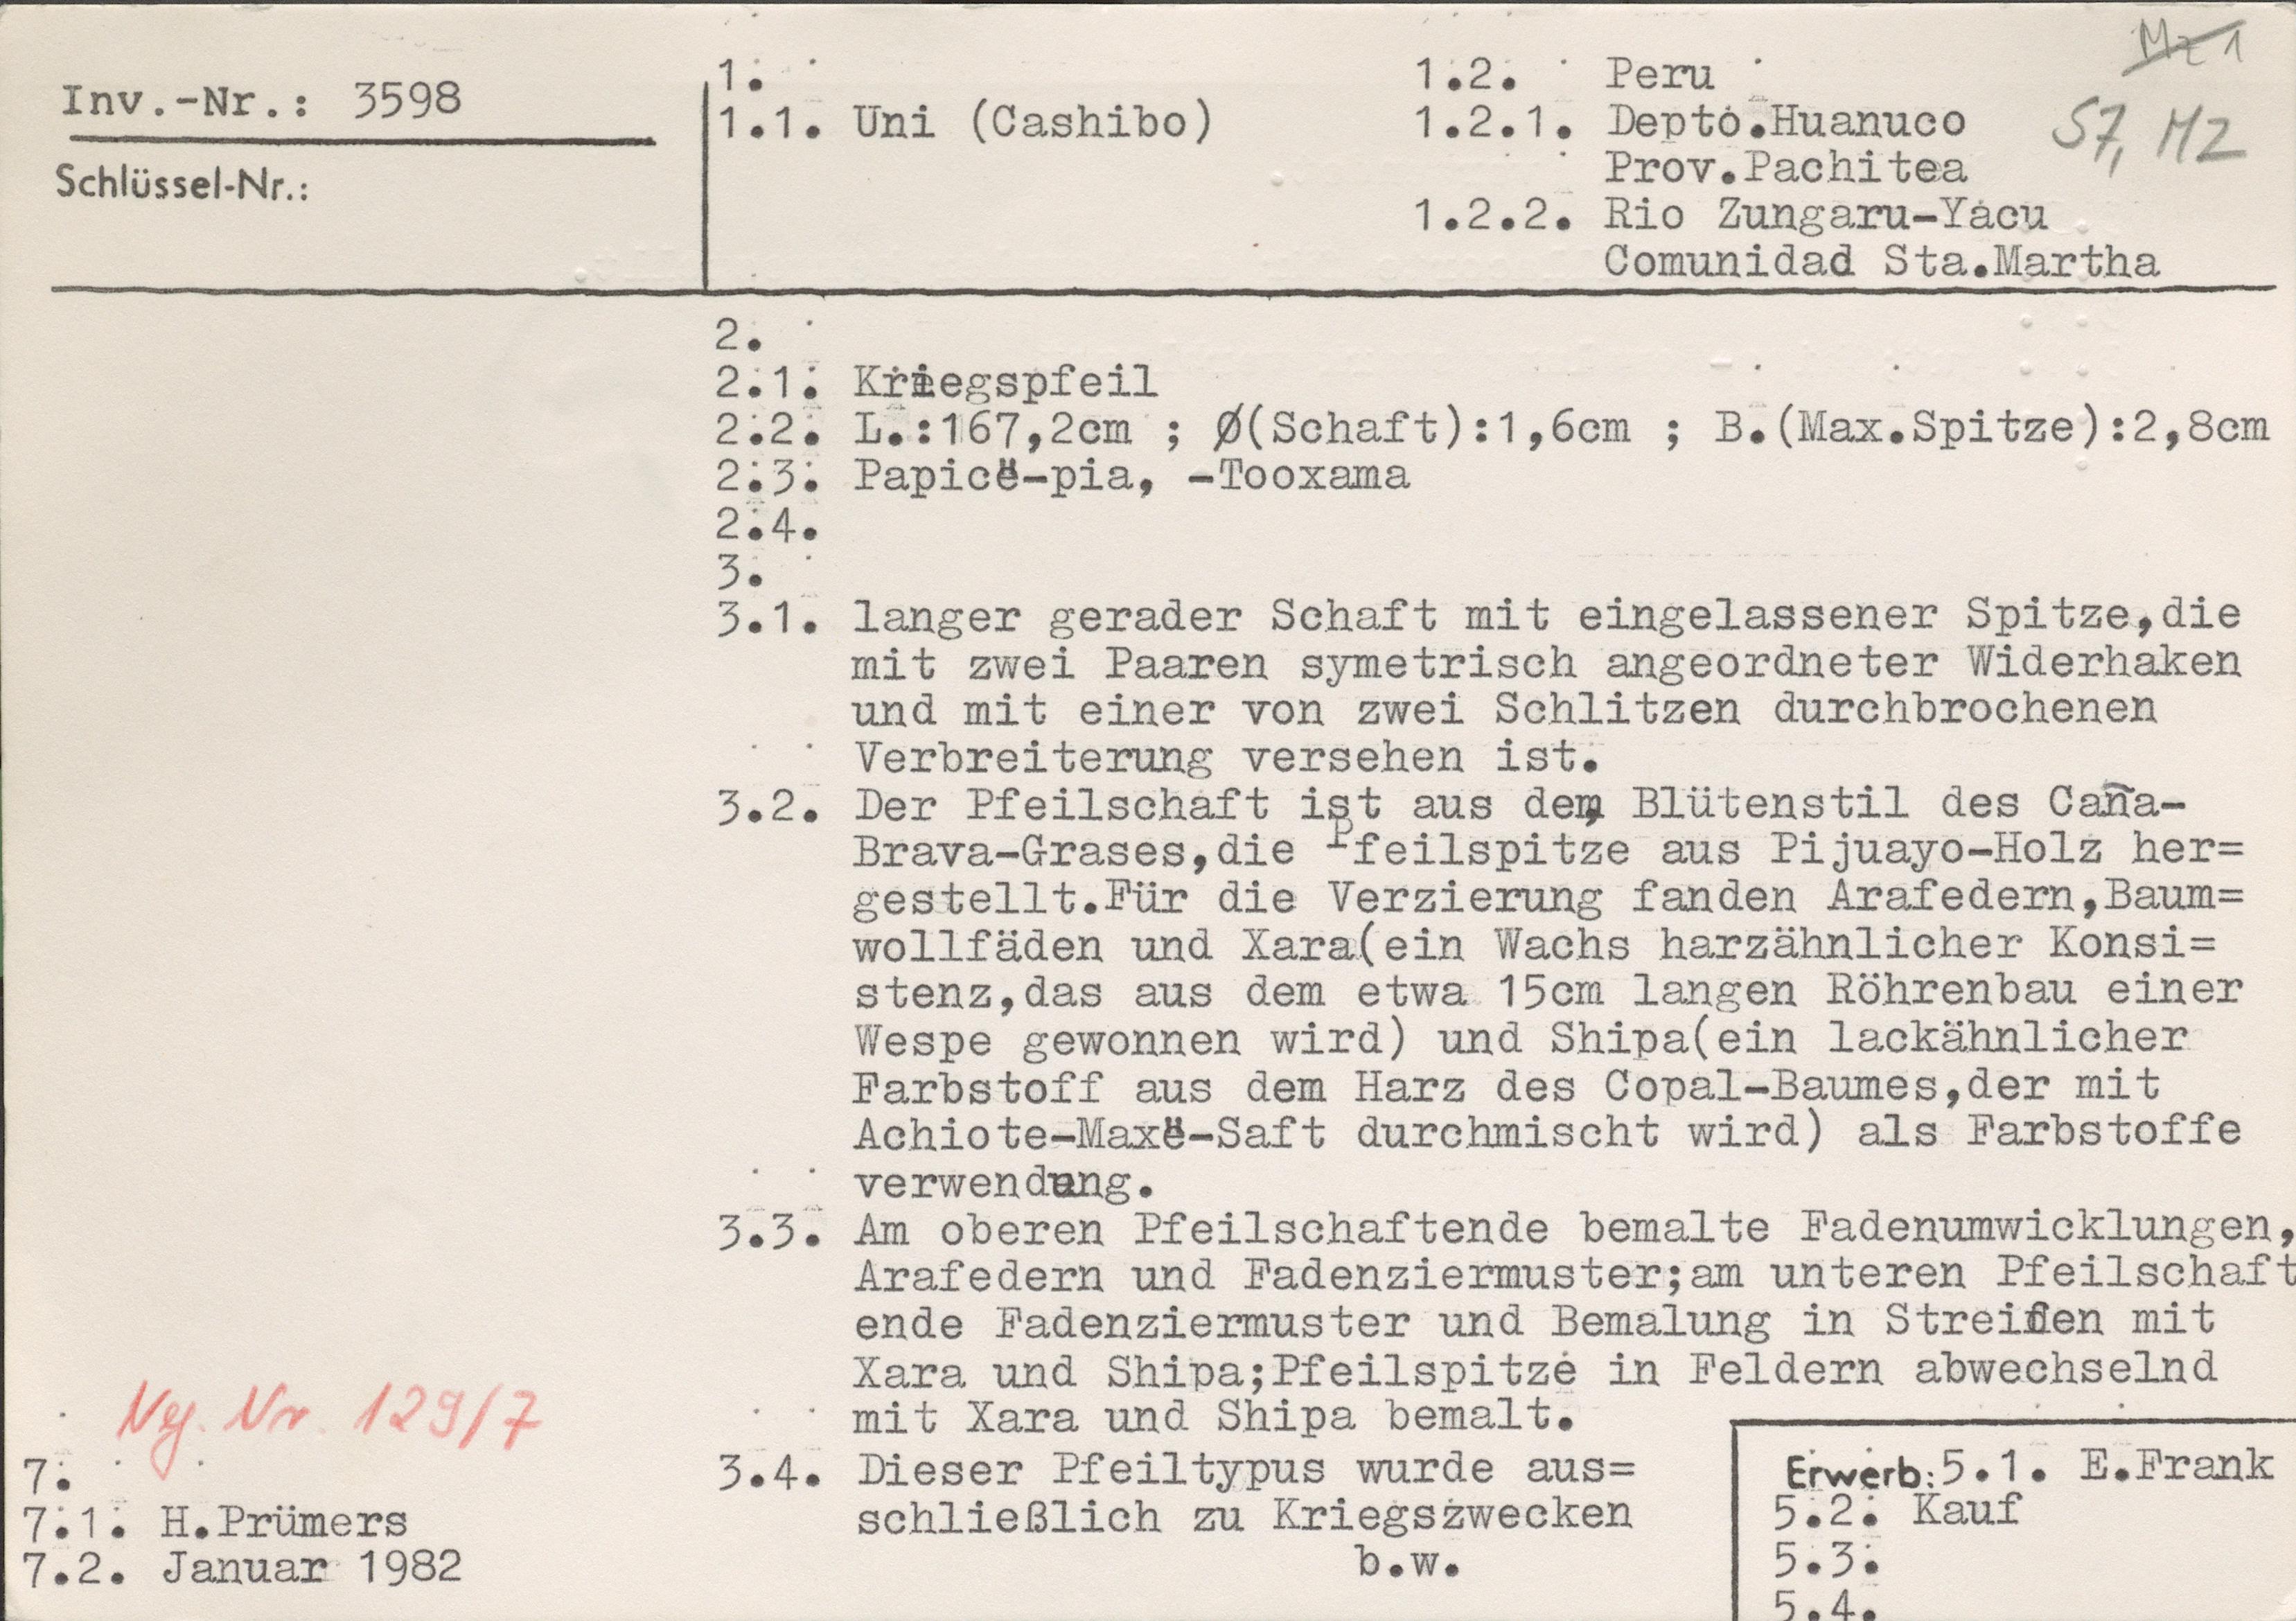 Mz 1
Inv.-Nr.: 3598
Schlüssel-Nr.:
1.
1.1. Uni (Cashibo)
1.2. Peru
1.2.1. Depto.Huanuco
Prov.Pachitea
1.2.2. Rio Zungaru-Yacu
Comunidad Sta.Martha
S7, MZ
2.
2.1. Kriegspfeil
2.2. L.:167,2cm ; Ø(Schaft):1,6cm ; B.(Max.Spitze):2,8cm
2.3. Papicë-pia, -Tooxama
2.4.
3.
3.1. langer gerader Schaft mit eingelassener Spitze,die
mit zwei Paaren symetrisch angeordneter Widerhaken
und mit einer von zwei Schlitzen durchbrochenen
Verbreiterung versehen ist.
3.2. Der Pfeilschaft ist aus dem Blütenstil des Caña-
Brava-Grases,die Pfeilspitze aus Pijuayo-Holz her=
gestellt.Für die Verzierung fanden Arafedern,Baum=
wollfäden und Xara(ein Wachs harzähnlicher Konsi=
stenz,das aus dem etwa 15cm langen Röhrenbau einer
Wespe gewonnen wird) und Shipa(ein lackähnlicher
Farbstoff aus dem Harz des Copal-Baumes,der mit
Achiote-Maxë-Saft durchmischt wird) als Farbstoffe
verwendung.
3.3. Am oberen Pfeilschaftende bemalte Fadenumwicklungen,
Arafedern und Fadenziermuster;am unteren Pfeilschaft
ende Fadenziermuster und Bemalung in Streifen mit
Xara und Shipa;Pfeilspitze in Feldern abwechselnd
mit Xara und Shipa bemalt.
3.4. Dieser Pfeiltypus wurde aus=
schließlich zu Kriegszwecken
b.w.
Neg. Nr. 129/7
7.
7.1. H.Prümers
7.2. Januar 1982
Erwerb: 5.1. E.Frank
5.2. Kauf
5.3.
5.4.